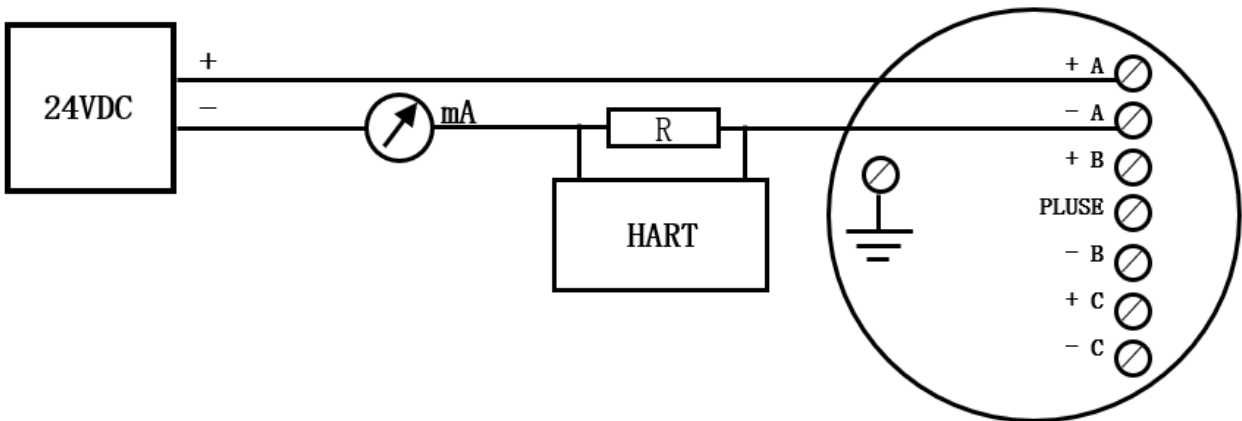 +
24VDC
−
mA
R
HART
+ A
− A
+ B
PLUSE
− B
+ C
− C